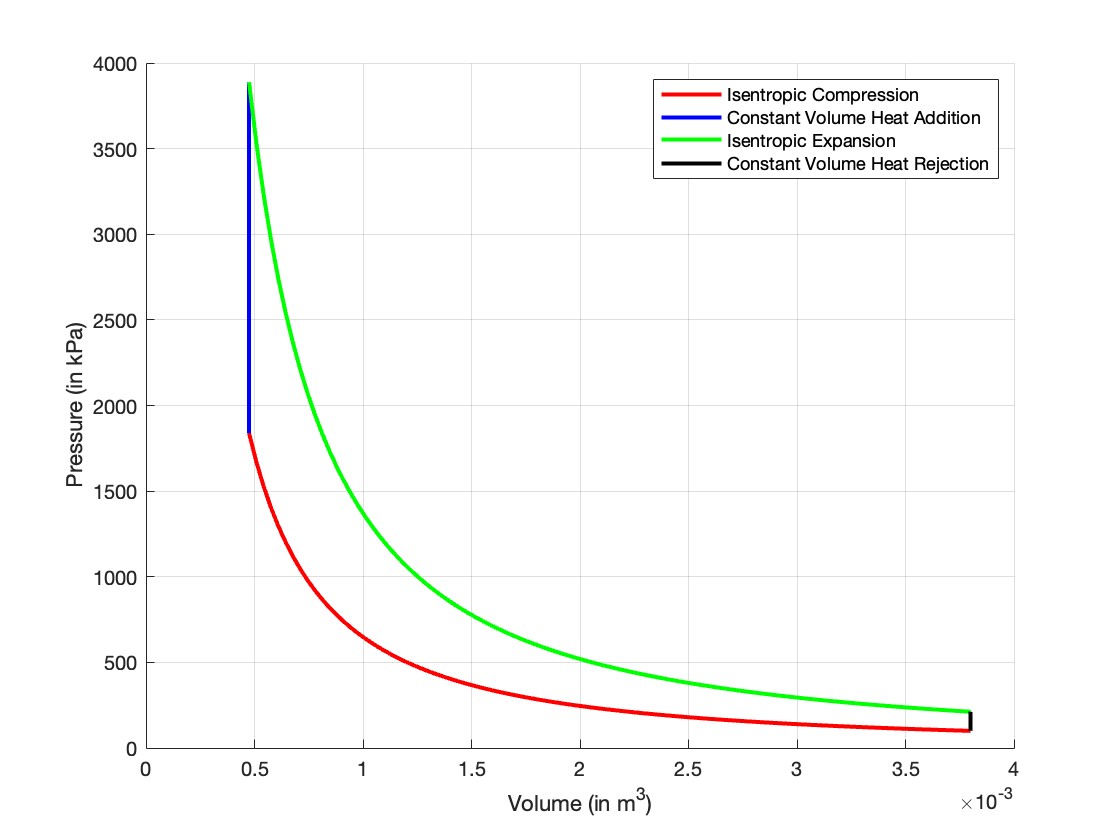 4000
3500
3000
2500
2000
1500
1000
500
0
Pressure (in kPa)
Isentropic Compression
Constant Volume Heat Addition
Isentropic Expansion
Constant Volume Heat Rejection
0 0.5 1 1.5 2 2.5 3 3.5 4
Volume (in m³)
×10⁻³